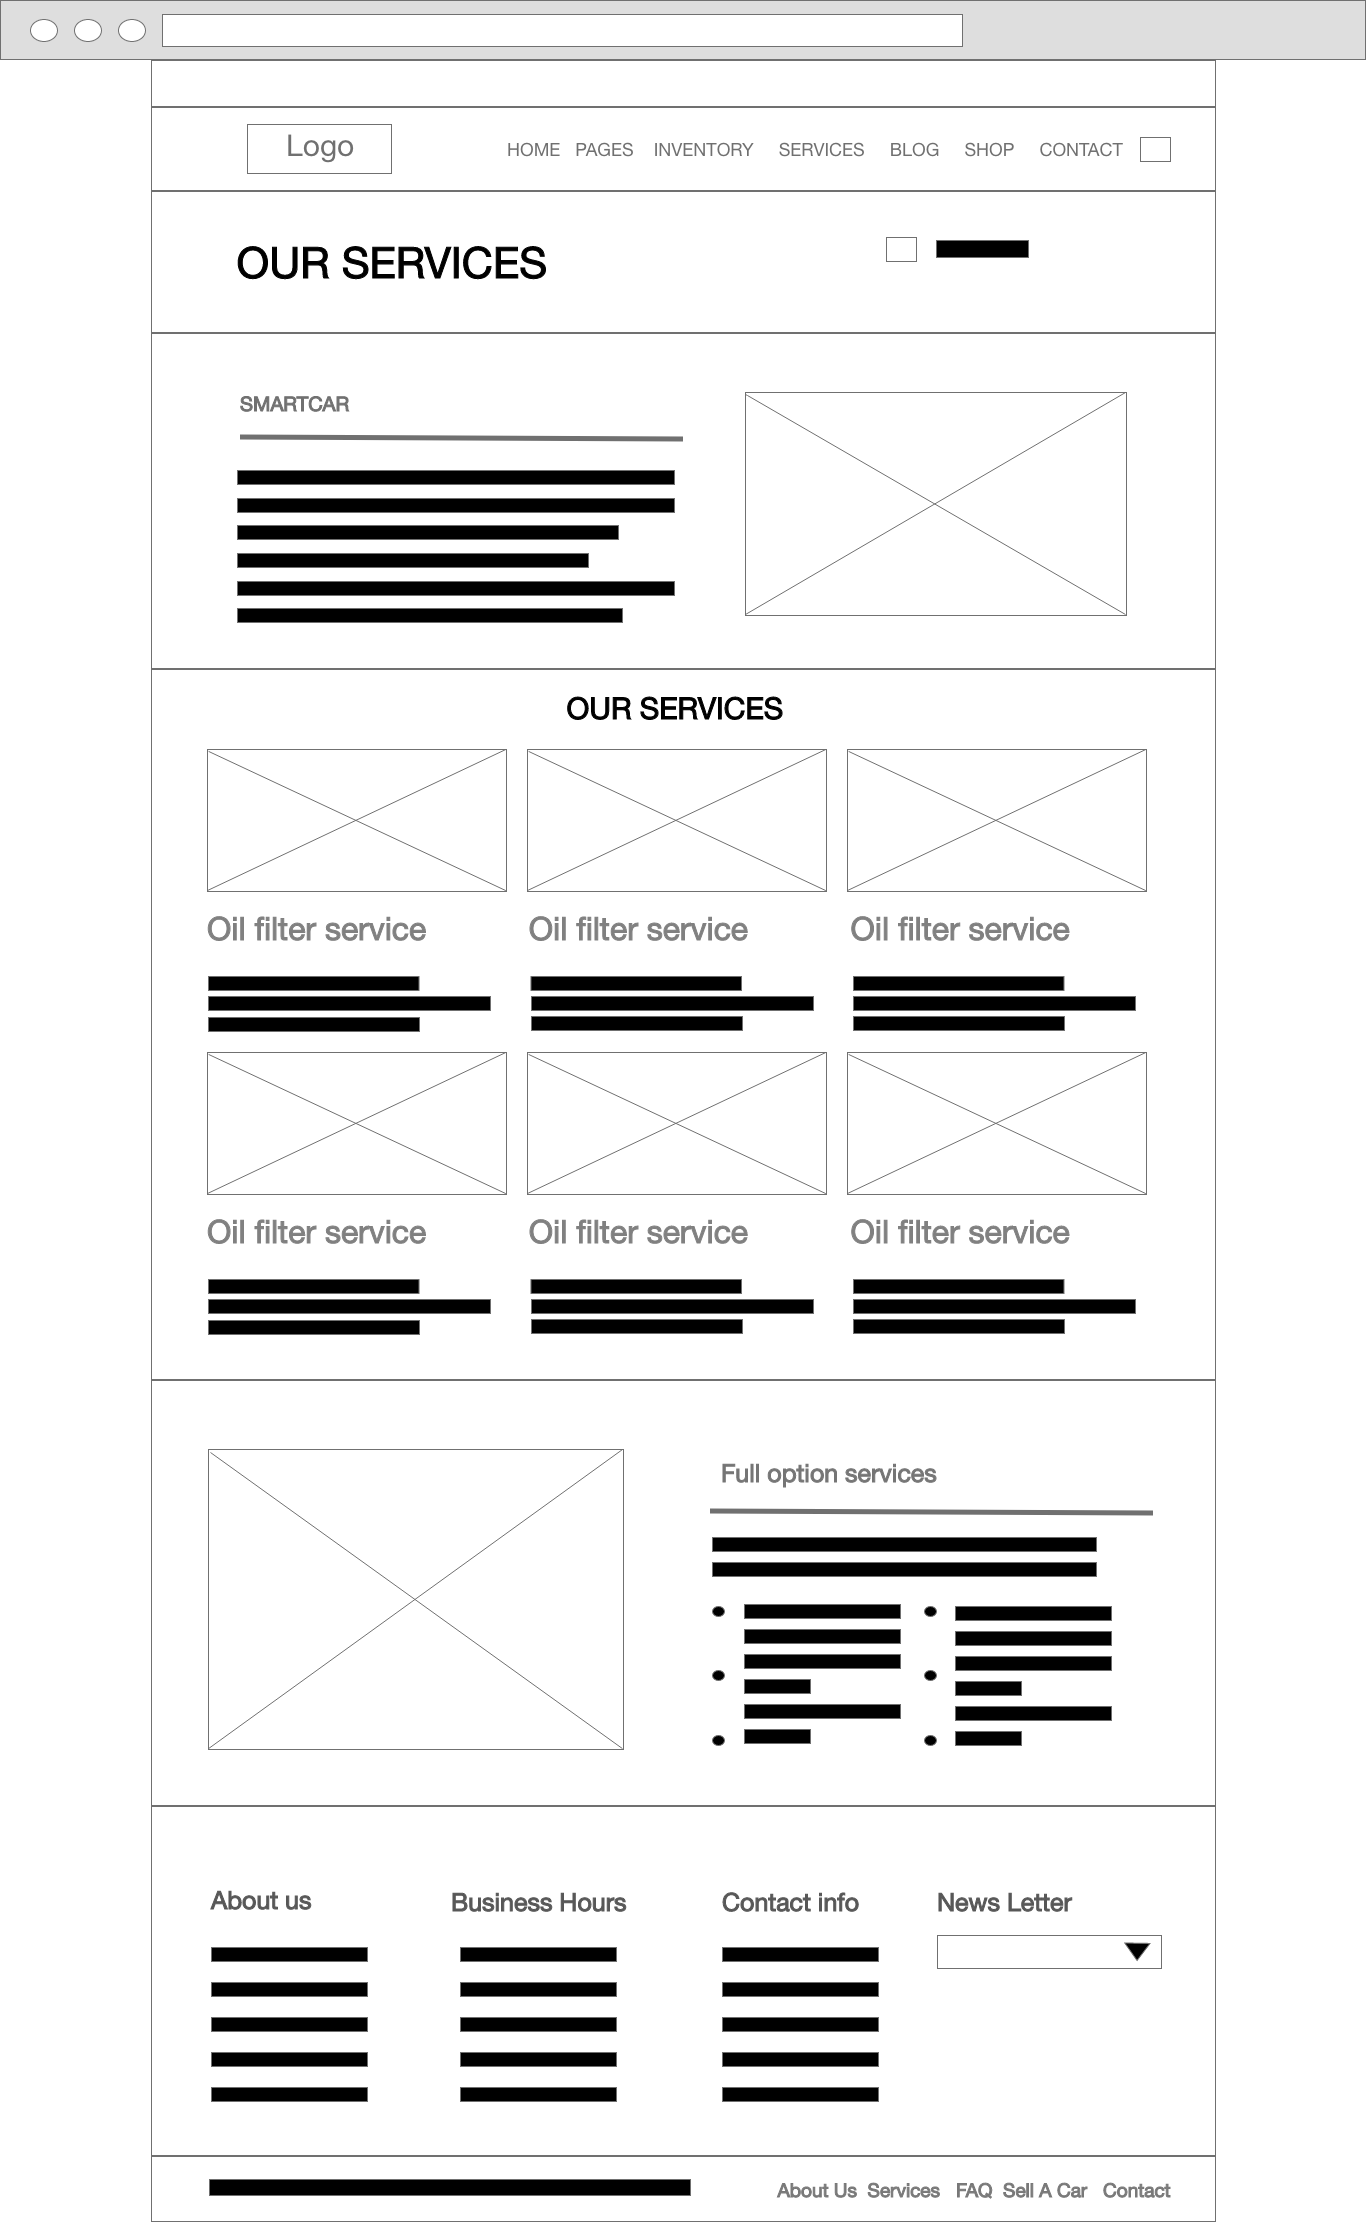 Logo
HOME PAGES INVENTORY SERVICES BLOG SHOP CONTACT
OUR SERVICES
SMARTCAR
OUR SERVICES
Oil filter service Oil filter service Oil filter service
Oil filter service Oil filter service Oil filter service
Full option services
About us Business Hours Contact info News Letter
About Us Services FAQ Sell A Car Contact